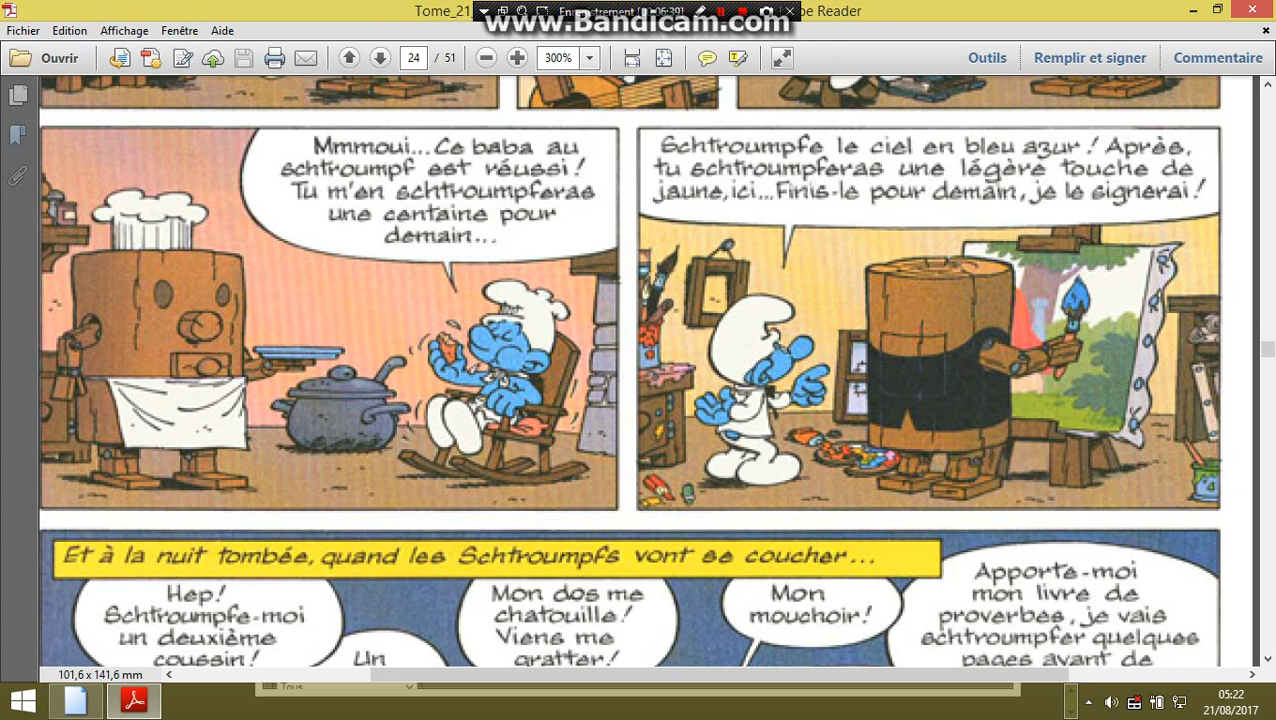 Tome_21
Enregistrement [00:06:39]
be Reader
www.Bandicam.com
Fichier Edition Affichage Fenêtre Aide
Ouvrir
24 / 51
300%
Outils Remplir et signer Commentaire
Mmmoui... Ce baba au
schtroumpf est réussi!
Tu m'en schtroumpferas
une centaine pour
demain...
Schtroumpfe le ciel en bleu azur! Après,
tu schtroumpferas une légère touche de
jaune, ici... Finis-le pour demain, je le signerai!
Et à la nuit tombée, quand les Schtroumpfs vont se coucher...
Hep!
Schtroumpfe-moi
un deuxième
coussin!
Un
Mon dos me
chatouille!
Viens me
gratter!
Mon
mouchoir!
Apporte-moi
mon livre de
proverbes, je vais
schtroumpfer quelques
pages avant de
101,6 x 141,6 mm
Tous
05:22
21/08/2017